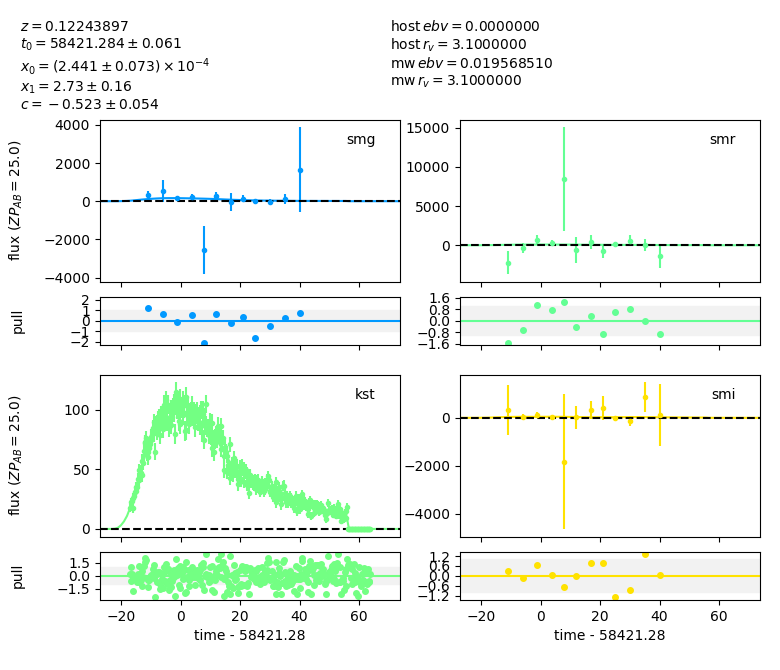 z = 0.12243897
t0 = 58421.284 ± 0.061
x0 = (2.441 ± 0.073) × 10⁻⁴
x1 = 2.73 ± 0.16
c = −0.523 ± 0.054
host ebv = 0.0000000
host r_v = 3.1000000
mw ebv = 0.019568510
mw r_v = 3.1000000
flux (ZP_AB = 25.0)
4000
2000
0
−2000
−4000
smg
15000
10000
5000
0
smr
pull
2
1
0
−1
−2
1.6
0.8
0.0
−0.8
−1.6
flux (ZP_AB = 25.0)
100
50
0
kst
0
−2000
−4000
smi
pull
1.5
0.0
−1.5
1.2
0.6
0.0
−0.6
−1.2
−20 0 20 40 60
time - 58421.28
−20 0 20 40 60
time - 58421.28